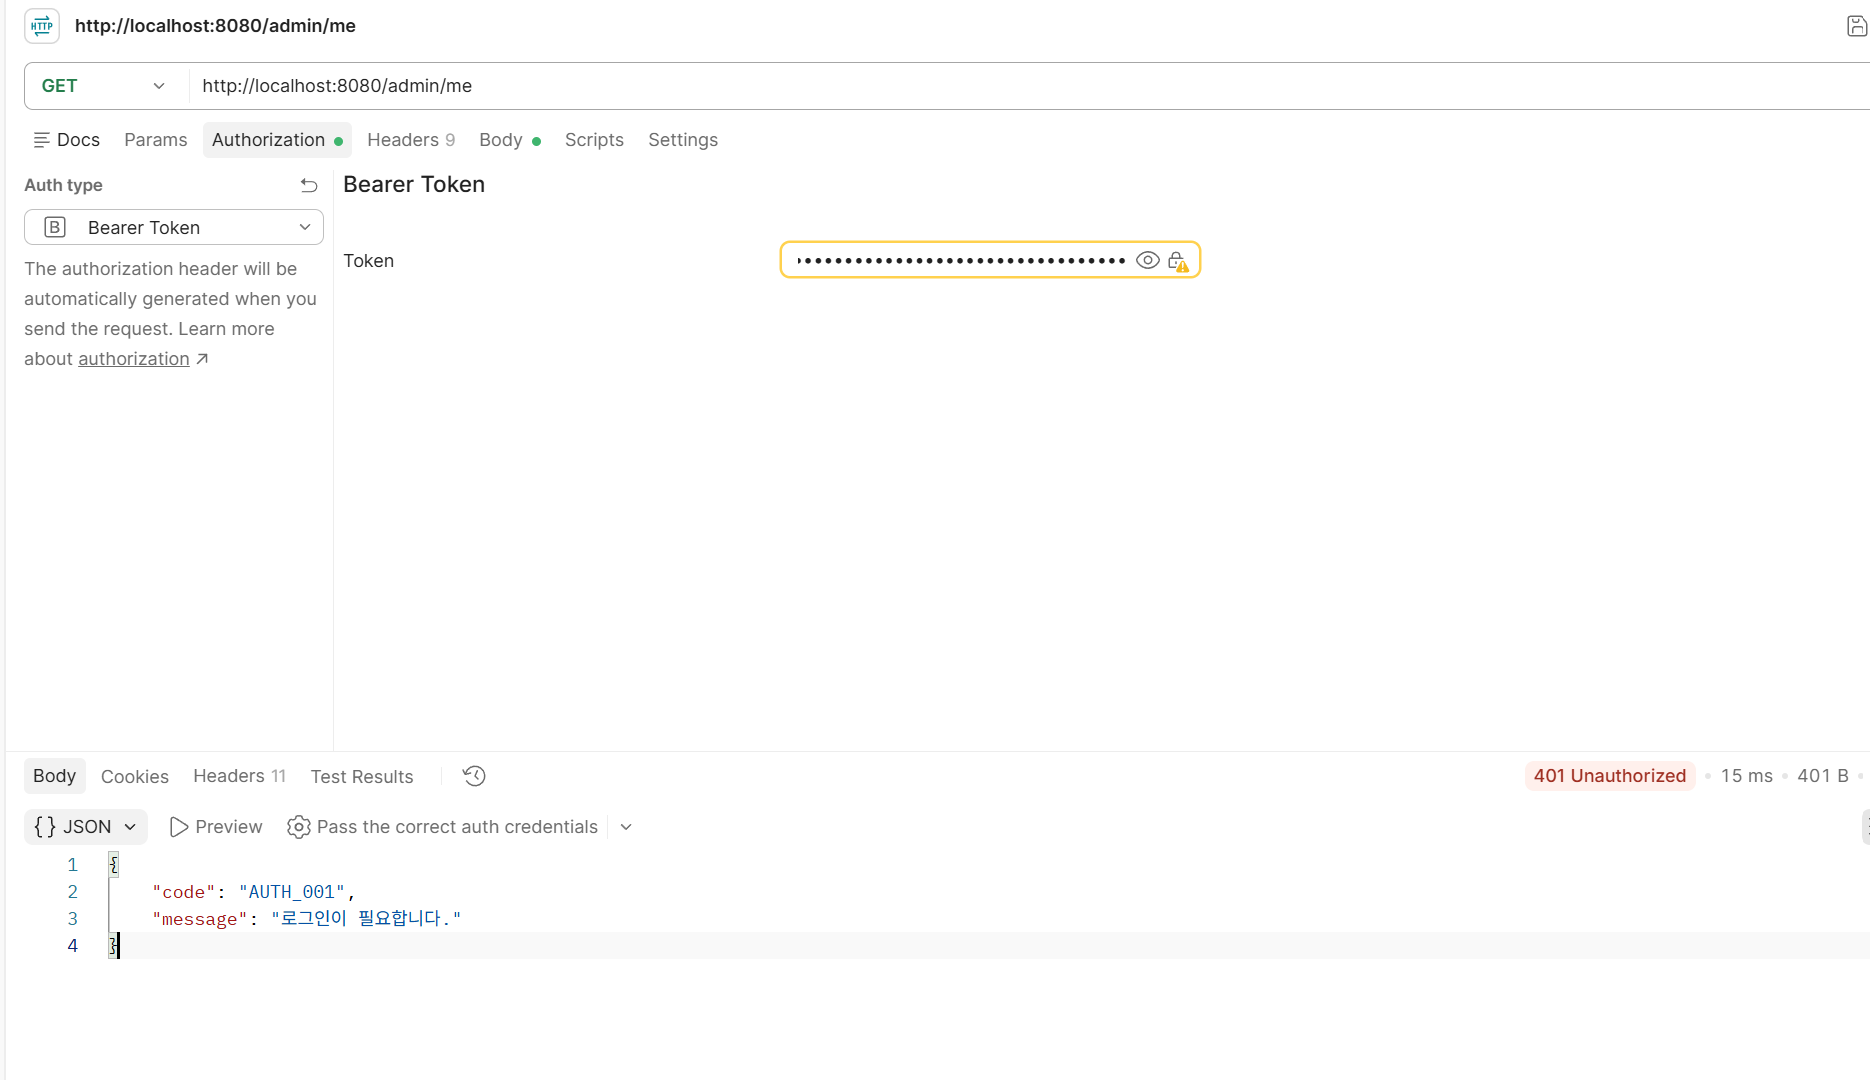 HTTP http://localhost:8080/admin/me
GET http://localhost:8080/admin/me
Docs Params Authorization Headers 9 Body Scripts Settings
Auth type
B Bearer Token
The authorization header will be
automatically generated when you
send the request. Learn more
about authorization ↗
Bearer Token
Token ••••••••••••••••••••••••••••••••
Body Cookies Headers 11 Test Results 401 Unauthorized • 15 ms • 401 B •
{} JSON Preview Pass the correct auth credentials
1 {
2 "code": "AUTH_001",
3 "message": "로그인이 필요합니다."
4 }